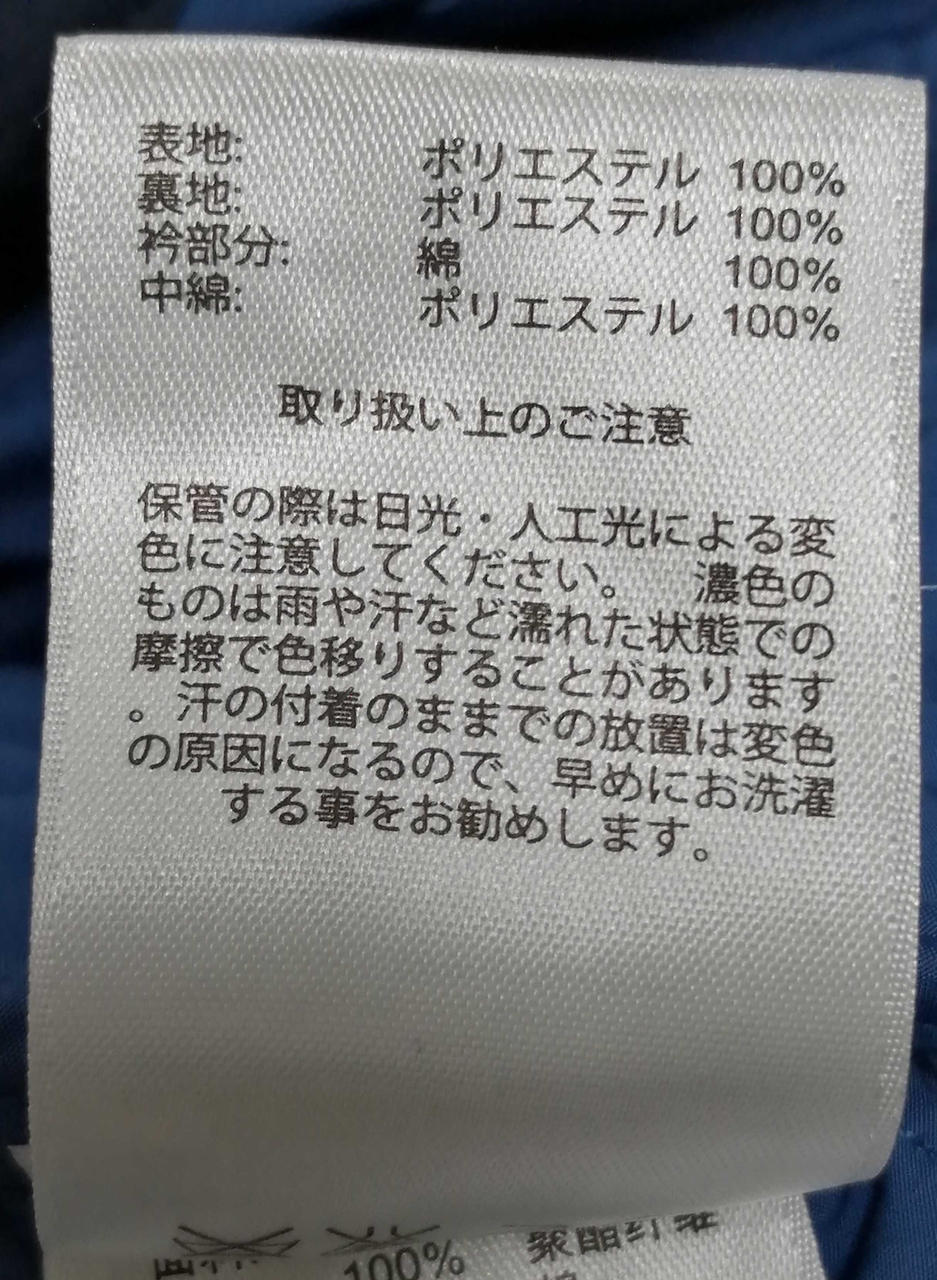 表地: ポリエステル 100%
裏地: ポリエステル 100%
衿部分: 綿 100%
中綿: ポリエステル 100%
取り扱い上のご注意
保管の際は日光・人工光による変
色に注意してください。 濃色の
ものは雨や汗など濡れた状態での
摩擦で色移りすることがあります
。汗の付着のままでの放置は変色
の原因になるので、早めにお洗濯
する事をお勧めします。
100% 聚酯纤维